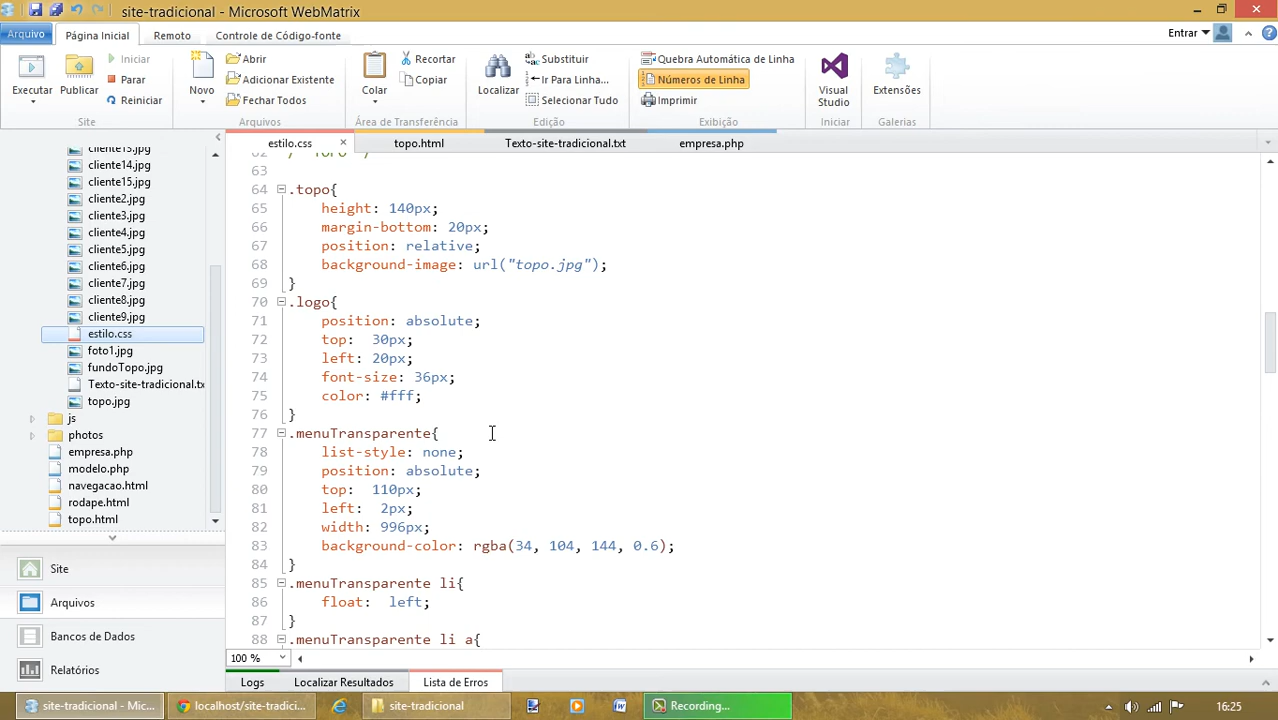 site-tradicional - Microsoft WebMatrix
Arquivo Página Inicial Remoto Controle de Código-fonte Entrar
Executar Publicar Iniciar Parar Reiniciar Novo Abrir Adicionar Existente Fechar Todos Colar Recortar Copiar Localizar Substituir Ir Para Linha... Selecionar Tudo Quebra Automática de Linha Números de Linha Imprimir Visual Studio Extensões
Site Arquivos Área de Transferência Edição Exibição Iniciar Galerias
estilo.css topo.html Texto-site-tradicional.txt empresa.php
cliente13.jpg
cliente14.jpg
cliente15.jpg
cliente2.jpg
cliente3.jpg
cliente4.jpg
cliente5.jpg
cliente6.jpg
cliente7.jpg
cliente8.jpg
cliente9.jpg
estilo.css
foto1.jpg
fundoTopo.jpg
Texto-site-tradicional.tx
topo.jpg
js
photos
empresa.php
modelo.php
navegacao.html
rodape.html
topo.html
Site
Arquivos
Bancos de Dados
Relatórios
63
64 .topo{
65 height: 140px;
66 margin-bottom: 20px;
67 position: relative;
68 background-image: url("topo.jpg");
69 }
70 .logo{
71 position: absolute;
72 top:  30px;
73 left: 20px;
74 font-size: 36px;
75 color: #fff;
76 }
77 .menuTransparente{
78 list-style: none;
79 position: absolute;
80 top:  110px;
81 left:  2px;
82 width: 996px;
83 background-color: rgba(34, 104, 144, 0.6);
84 }
85 .menuTransparente li{
86 float:  left;
87 }
88 .menuTransparente li a{
100 %
Logs Localizar Resultados Lista de Erros
site-tradicional - Mic... localhost/site-tradici... site-tradicional Recording... 16:25